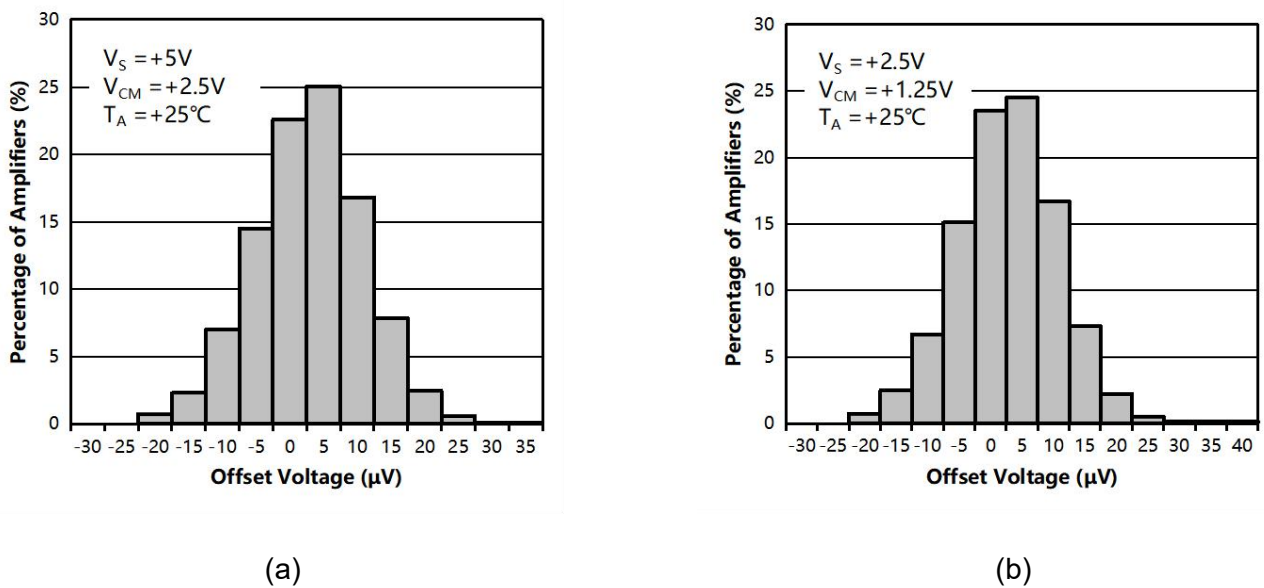 30
25
20
15
10
5
0
Percentage of Amplifiers (%)
V_S = +5V
V_CM = +2.5V
T_A = +25℃
-30 -25 -20 -15 -10 -5 0 5 10 15 20 25 30 35
Offset Voltage (µV)
(a)
30
25
20
15
10
5
0
Percentage of Amplifiers (%)
V_S = +2.5V
V_CM = +1.25V
T_A = +25℃
-30 -25 -20 -15 -10 -5 0 5 10 15 20 25 30 35 40
Offset Voltage (µV)
(b)